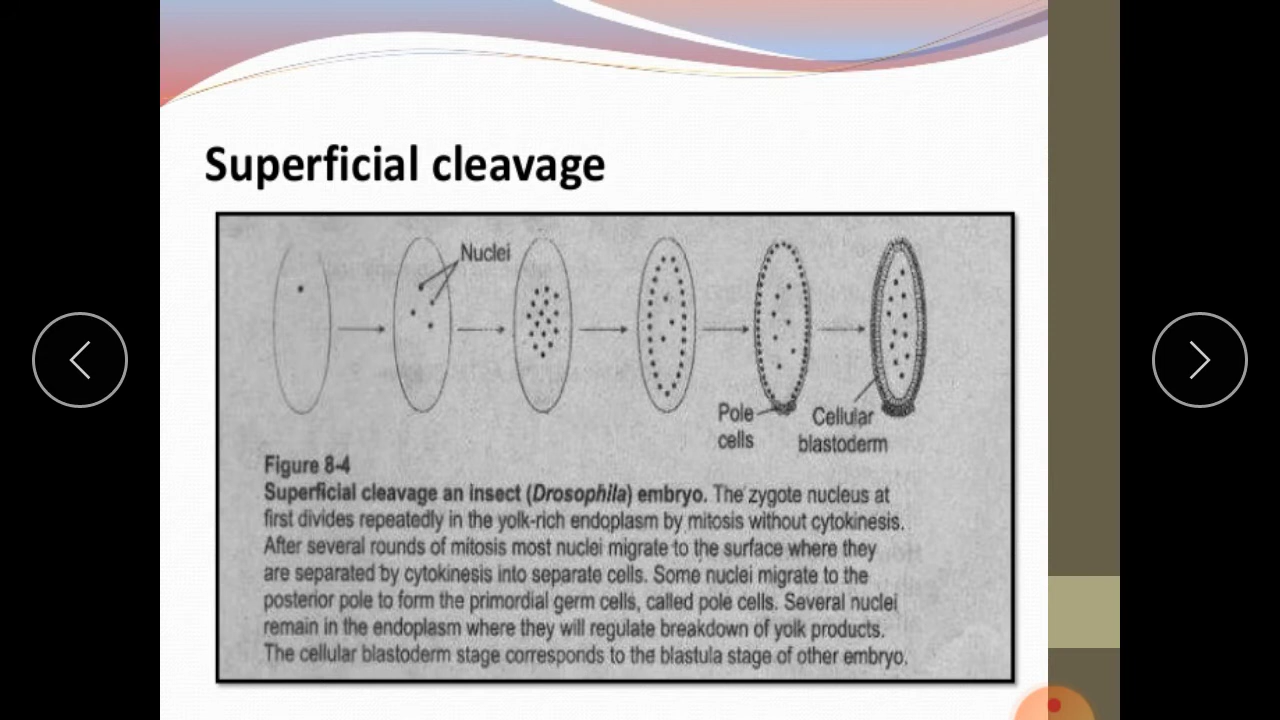 Superficial cleavage
Nuclei
Pole
cells
Cellular
blastoderm
Figure 8-4
Superficial cleavage an insect (Drosophila) embryo. The zygote nucleus at
first divides repeatedly in the yolk-rich endoplasm by mitosis without cytokinesis.
After several rounds of mitosis most nuclei migrate to the surface where they
are separated by cytokinesis into separate cells. Some nuclei migrate to the
posterior pole to form the primordial germ cells, called pole cells. Several nuclei
remain in the endoplasm where they will regulate breakdown of yolk products.
The cellular blastoderm stage corresponds to the blastula stage of other embryo.